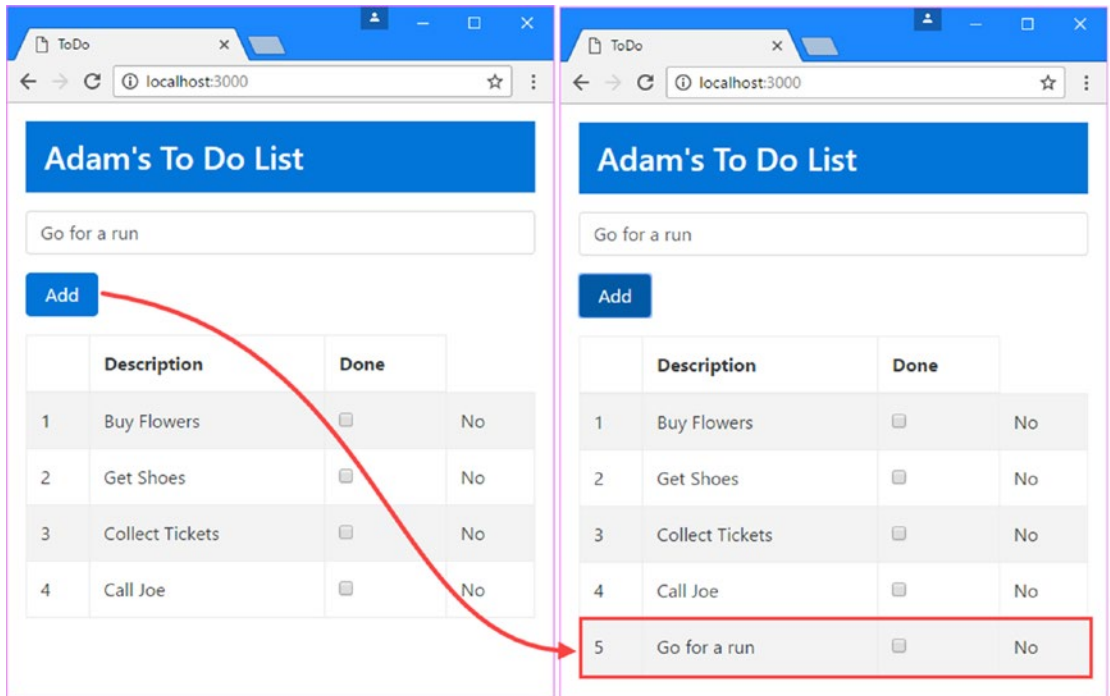 ToDo
localhost:3000
Adam's To Do List
Go for a run
Add
Description Done
1 Buy Flowers No
2 Get Shoes No
3 Collect Tickets No
4 Call Joe No
ToDo
localhost:3000
Adam's To Do List
Go for a run
Add
Description Done
1 Buy Flowers No
2 Get Shoes No
3 Collect Tickets No
4 Call Joe No
5 Go for a run No